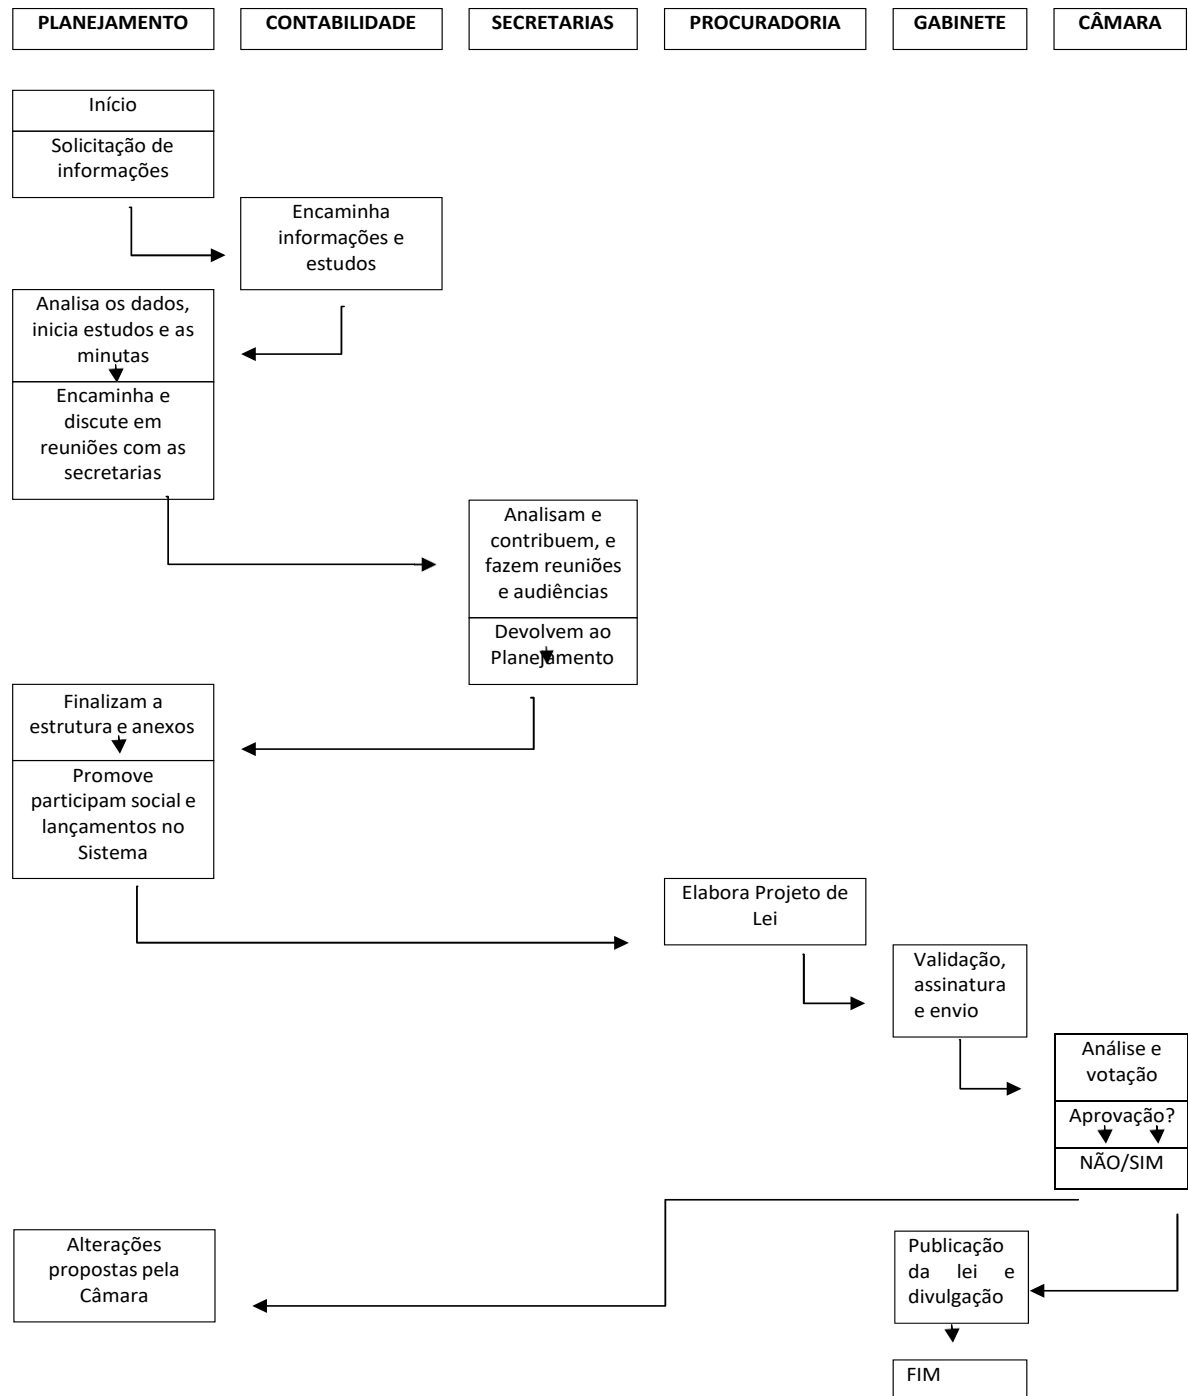 PLANEJAMENTO
CONTABILIDADE
SECRETARIAS
PROCURADORIA
GABINETE
CÂMARA
Início
Solicitação de
informações
Encaminha
informações e
estudos
Analisa os dados,
inicia estudos e as
minutas
Encaminha e
discute em
reuniões com as
secretarias
Analisam e
contribuem, e
fazem reuniões
e audiências
Devolvem ao
Planejamento
Finalizam a
estrutura e anexos
Promove
participam social e
lançamentos no
Sistema
Elabora Projeto de
Lei
Validação,
assinatura
e envio
Análise e
votação
Aprovação?
NÃO/SIM
Alterações
propostas pela
Câmara
Publicação
da lei e
divulgação
FIM